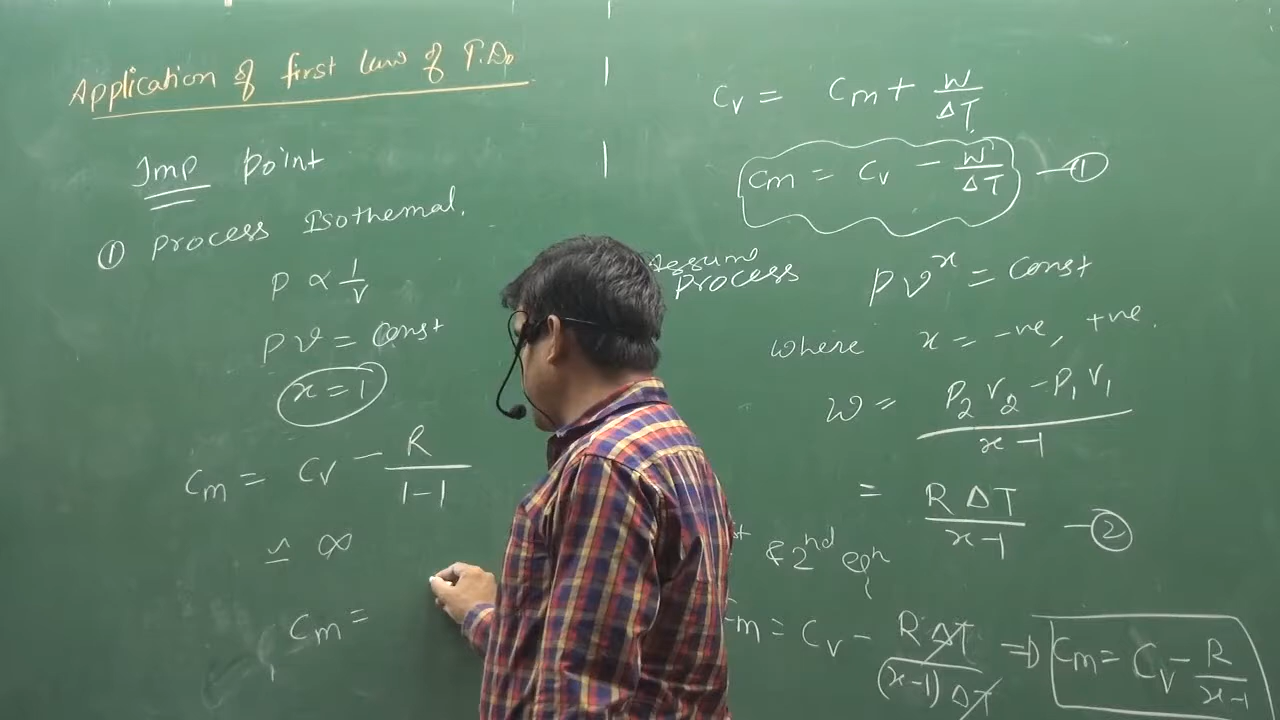 Application of first law of T.D.
Imp point
① Process Isothemal.
P ∝ 1/V
PV = Const
x = 1
Cm = CV - R/(1-1)
≃ ∞
Cm =
CV = Cm + W/ΔT
Cm = CV - W/ΔT —①
Assume
process PV^x = Const
where x = -ve, +ve.
W = (P2V2 - P1V1)/(x-1)
= RΔT/(x-1) —②
st & 2nd eqn
m = CV - RΔT/((x-1)ΔT) ⇒ Cm = CV - R/(x-1)